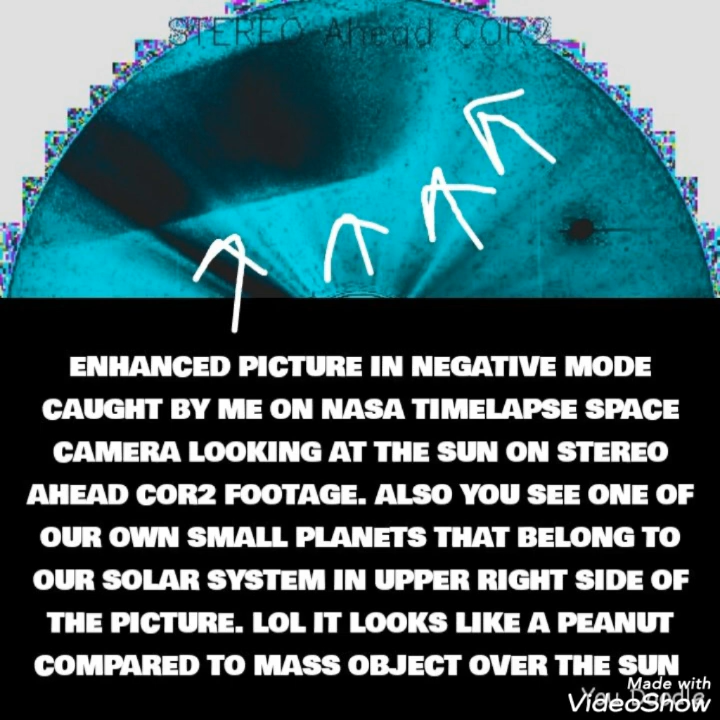 STEREO Ahead COR2
ENHANCED PICTURE IN NEGATIVE MODE
CAUGHT BY ME ON NASA TIMELAPSE SPACE
CAMERA LOOKING AT THE SUN ON STEREO
AHEAD COR2 FOOTAGE. ALSO YOU SEE ONE OF
OUR OWN SMALL PLANETS THAT BELONG TO
OUR SOLAR SYSTEM IN UPPER RIGHT SIDE OF
THE PICTURE. LOL IT LOOKS LIKE A PEANUT
COMPARED TO MASS OBJECT OVER THE SUN
Made with
You Doodle
VideoShow